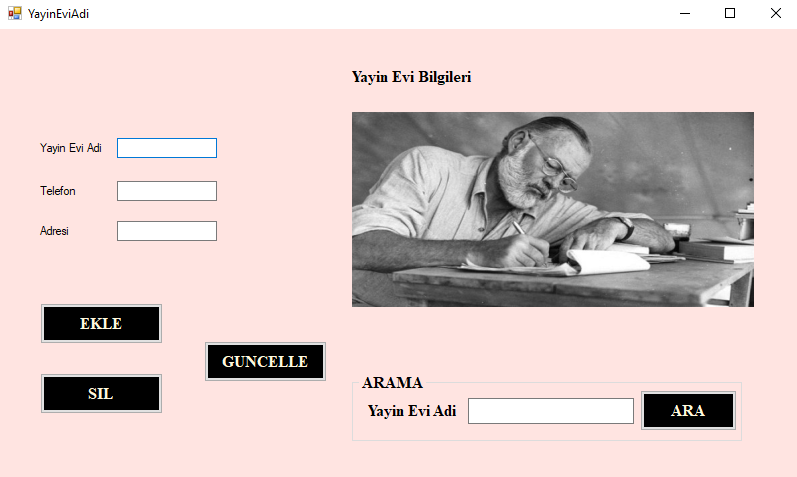 YayinEviAdi
Yayin Evi Bilgileri
Yayin Evi Adi
Telefon
Adresi
EKLE
GUNCELLE
SIL
ARAMA
Yayin Evi Adi
ARA